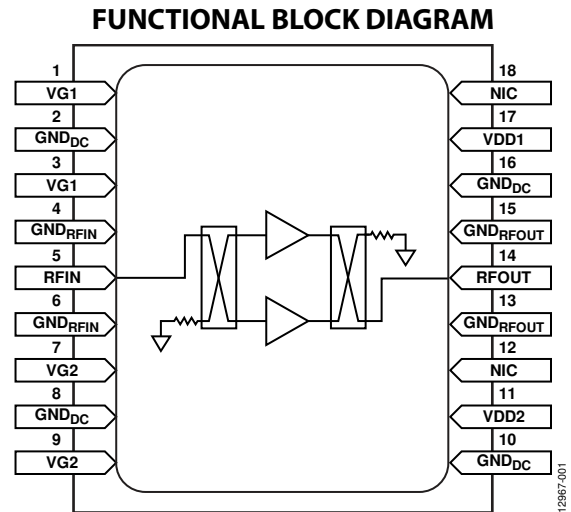 FUNCTIONAL BLOCK DIAGRAM
1
VG1
2
GNDDC
3
VG1
4
GNDRFIN
5
RFIN
6
GNDRFIN
7
VG2
8
GNDDC
9
VG2
18
NIC
17
VDD1
16
GNDDC
15
GNDRFOUT
14
RFOUT
13
GNDRFOUT
12
NIC
11
VDD2
10
GNDDC
12967-001